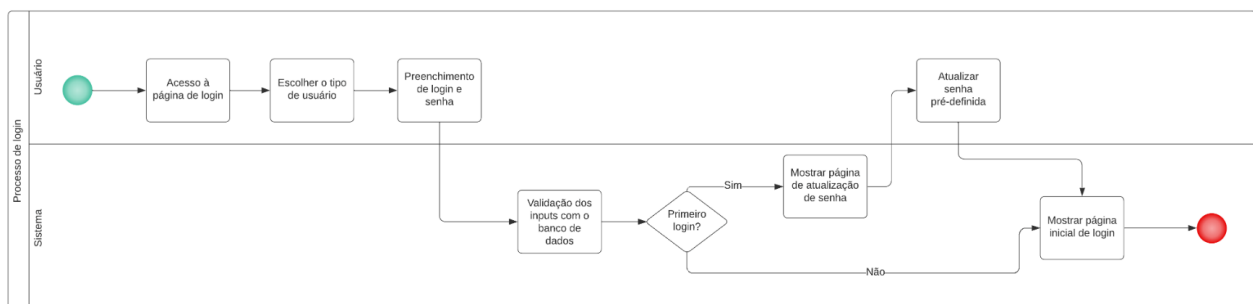 Processo de login
Usuário
Acesso à
página de login
Escolher o tipo
de usuário
Preenchimento
de login e
senha
Atualizar
senha
pré-definida
Sistema
Validação dos
inputs com o
banco de
dados
Primeiro
login?
Sim
Mostrar página
de atualização
de senha
Não
Mostrar página
inicial de login